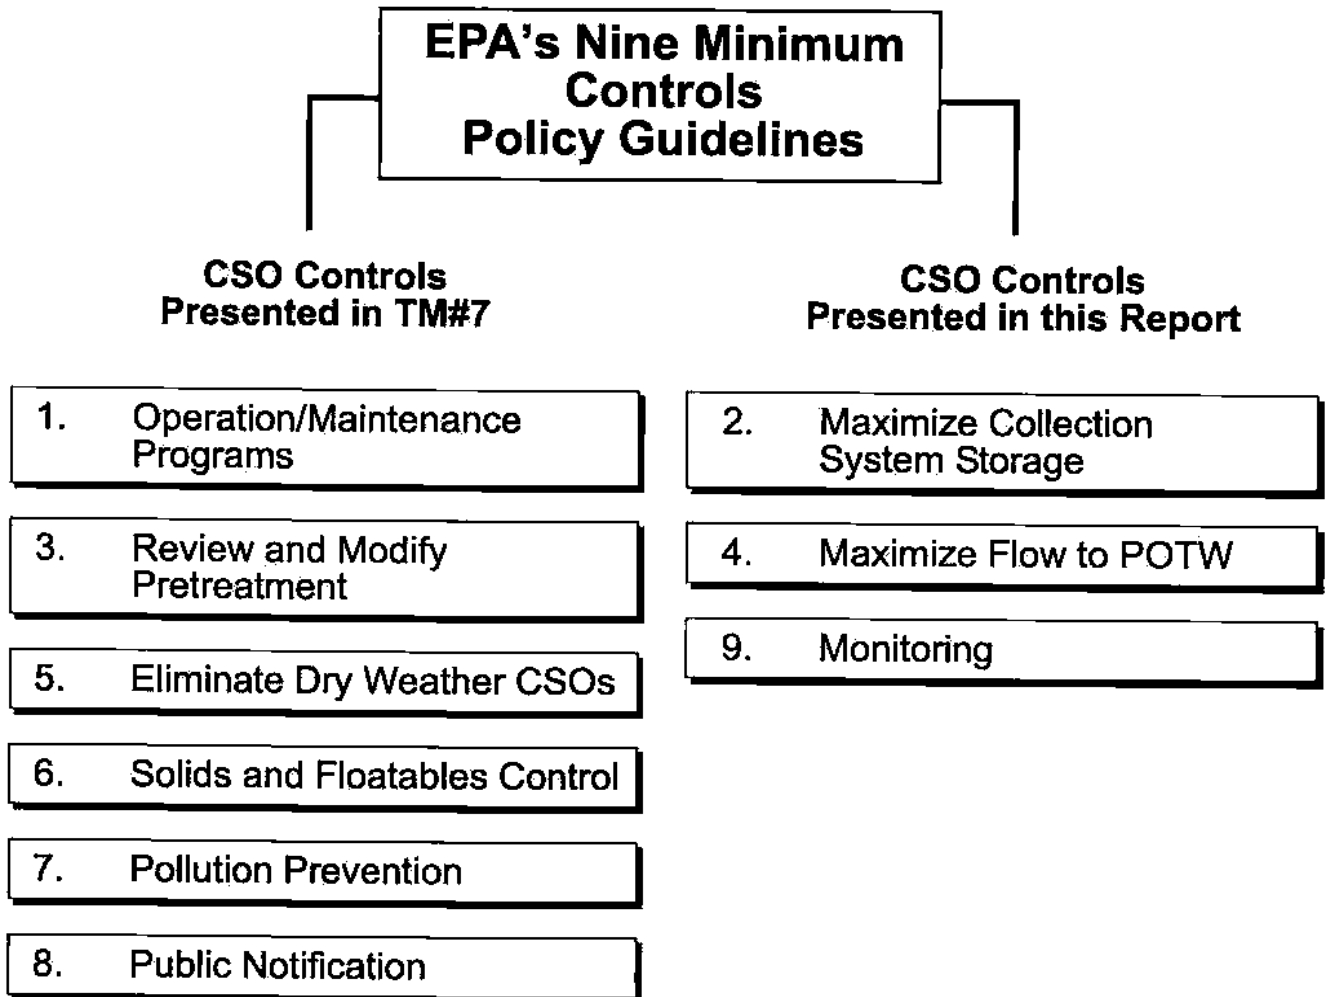 EPA's Nine Minimum
Controls
Policy Guidelines
CSO Controls
Presented in TM#7
1. Operation/Maintenance
Programs
3. Review and Modify
Pretreatment
5. Eliminate Dry Weather CSOs
6. Solids and Floatables Control
7. Pollution Prevention
8. Public Notification
CSO Controls
Presented in this Report
2. Maximize Collection
System Storage
4. Maximize Flow to POTW
9. Monitoring